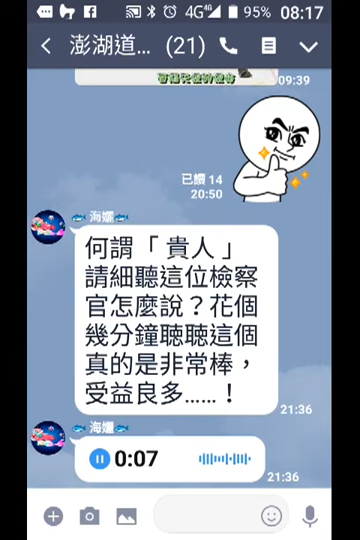 4G 95% 08:17
澎湖道... (21)
09:39
已讀 14
20:50
海孋
何謂「 貴人 」
請細聽這位檢察
官怎麼說？花個
幾分鐘聽聽這個
真的是非常棒，
受益良多......！
21:36
海孋
0:07
21:36